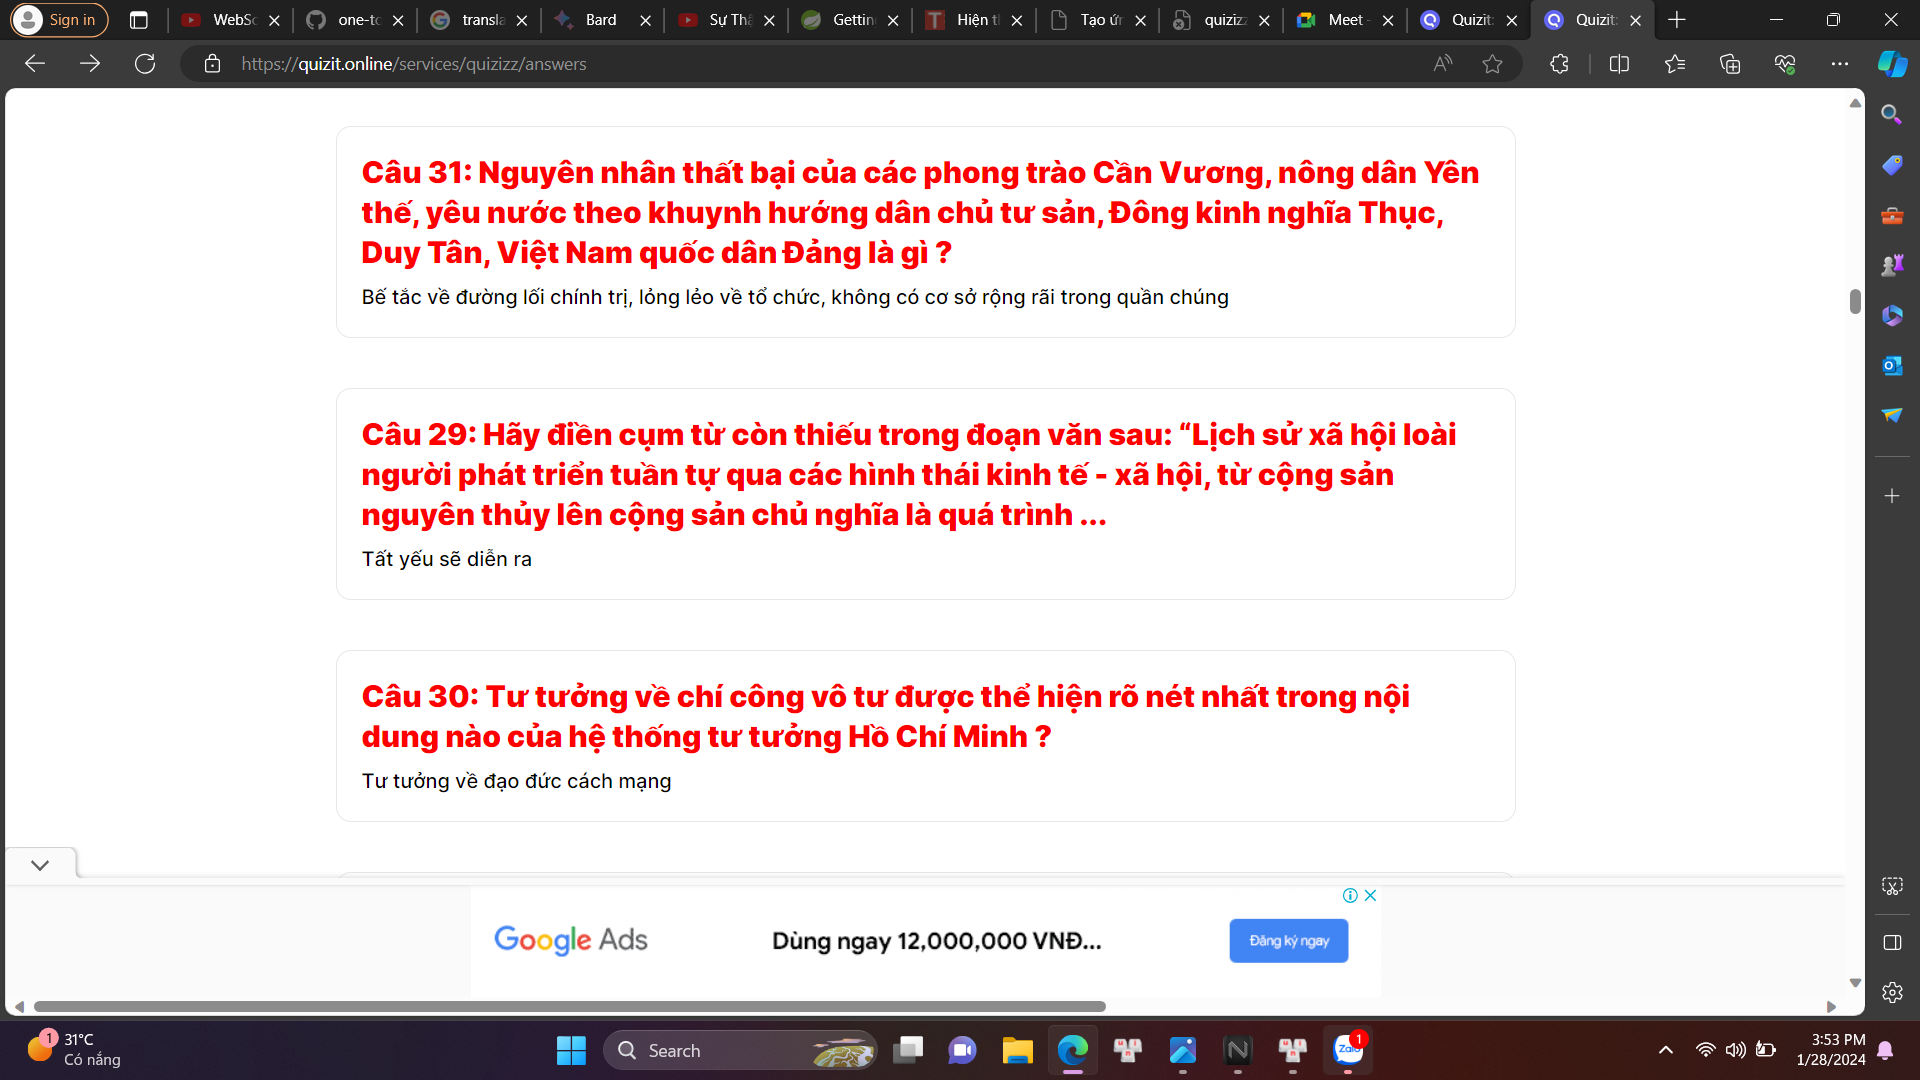 Sign in
WebSc
one-to
transla
Bard
Sự Thậ
Gettin
Hiện th
Tạo ứn
quizizz
Meet -
Quizit:
Quizit:
https://quizit.online/services/quizizz/answers
Câu 31: Nguyên nhân thất bại của các phong trào Cần Vương, nông dân Yên
thế, yêu nước theo khuynh hướng dân chủ tư sản, Đông kinh nghĩa Thục,
Duy Tân, Việt Nam quốc dân Đảng là gì ?
Bế tắc về đường lối chính trị, lỏng lẻo về tổ chức, không có cơ sở rộng rãi trong quần chúng
Câu 29: Hãy điền cụm từ còn thiếu trong đoạn văn sau: “Lịch sử xã hội loài
người phát triển tuần tự qua các hình thái kinh tế - xã hội, từ cộng sản
nguyên thủy lên cộng sản chủ nghĩa là quá trình ...
Tất yếu sẽ diễn ra
Câu 30: Tư tưởng về chí công vô tư được thể hiện rõ nét nhất trong nội
dung nào của hệ thống tư tưởng Hồ Chí Minh ?
Tư tưởng về đạo đức cách mạng
Google Ads
Dùng ngay 12,000,000 VNĐ...
Đăng ký ngay
1
31°C
Có nắng
Search
Zalo
1
3:53 PM
1/28/2024